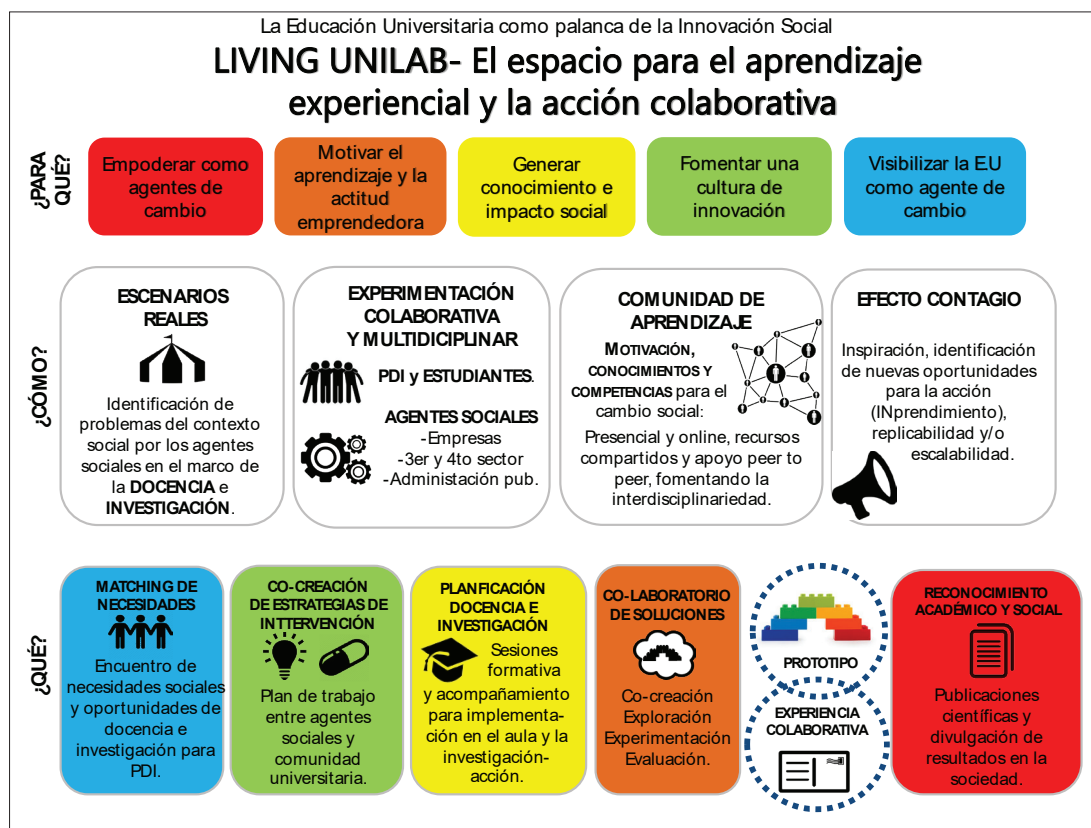 La Educación Universitaria como palanca de la Innovación Social
LIVING UNILAB- El espacio para el aprendizaje
experiencial y la acción colaborativa
¿PARA
QUÉ?
Empoderar como
agentes de
cambio
Motivar el
aprendizaje y la
actitud
emprendedora
Generar
conocimiento e
impacto social
Fomentar una
cultura de
innovación
Visibilizar la E.U
como agente de
cambio
¿CÓMO?
ESCENARIOS
REALES
Identificación de
problemas del contexto
social por los agentes
sociales en el marco de
la DOCENCIA e
INVESTIGACIÓN.
EXPERIMENTACIÓN
COLABORATIVA
Y MULTIDICIPLINAR
PDI y ESTUDIANTES.
AGENTES SOCIALES
-Empresas
-3er y 4to sector
-Administación pub.
COMUNIDAD DE
APRENDIZAJE
MOTIVACIÓN,
CONOCIMIENTOS Y
COMPETENCIAS para el
cambio social:
Presencial y online, recursos
compartidos y apoyo peer to
peer, fomentando la
interdisciplinariedad.
EFECTO CONTAGIO
Inspiración, identificación
de nuevas oportunidades
para la acción
(INprendimiento),
replicabilidad y/o
escalabilidad.
¿QUÉ?
MATCHING DE
NECESIDADES
Encuentro de
necesidades sociales
y oportunidades de
docencia e
investigación para
PDI.
CO-CREACIÓN
DE ESTRATEGIAS DE
INTTERVENCIÓN
Plan de trabajo
entre agentes
sociales y
comunidad
universitaria.
PLANFICACIÓN
DOCENCIA E
INVESTIGACIÓN
Sesiones
formativa
y acompañamiento
para implementa-
ción en el aula y la
investigación-
acción.
CO-LABORATORIO
DE SOLUCIONES
Co-creación
Exploración
Experimentación
Evaluación.
PROTOTIPO
EXPERIENCIA
COLABORATIVA
RECONOCIMIENTO
ACADÉMICO Y SOCIAL
Publicaciones
científicas y
divulgación de
resultados en la
sociedad.